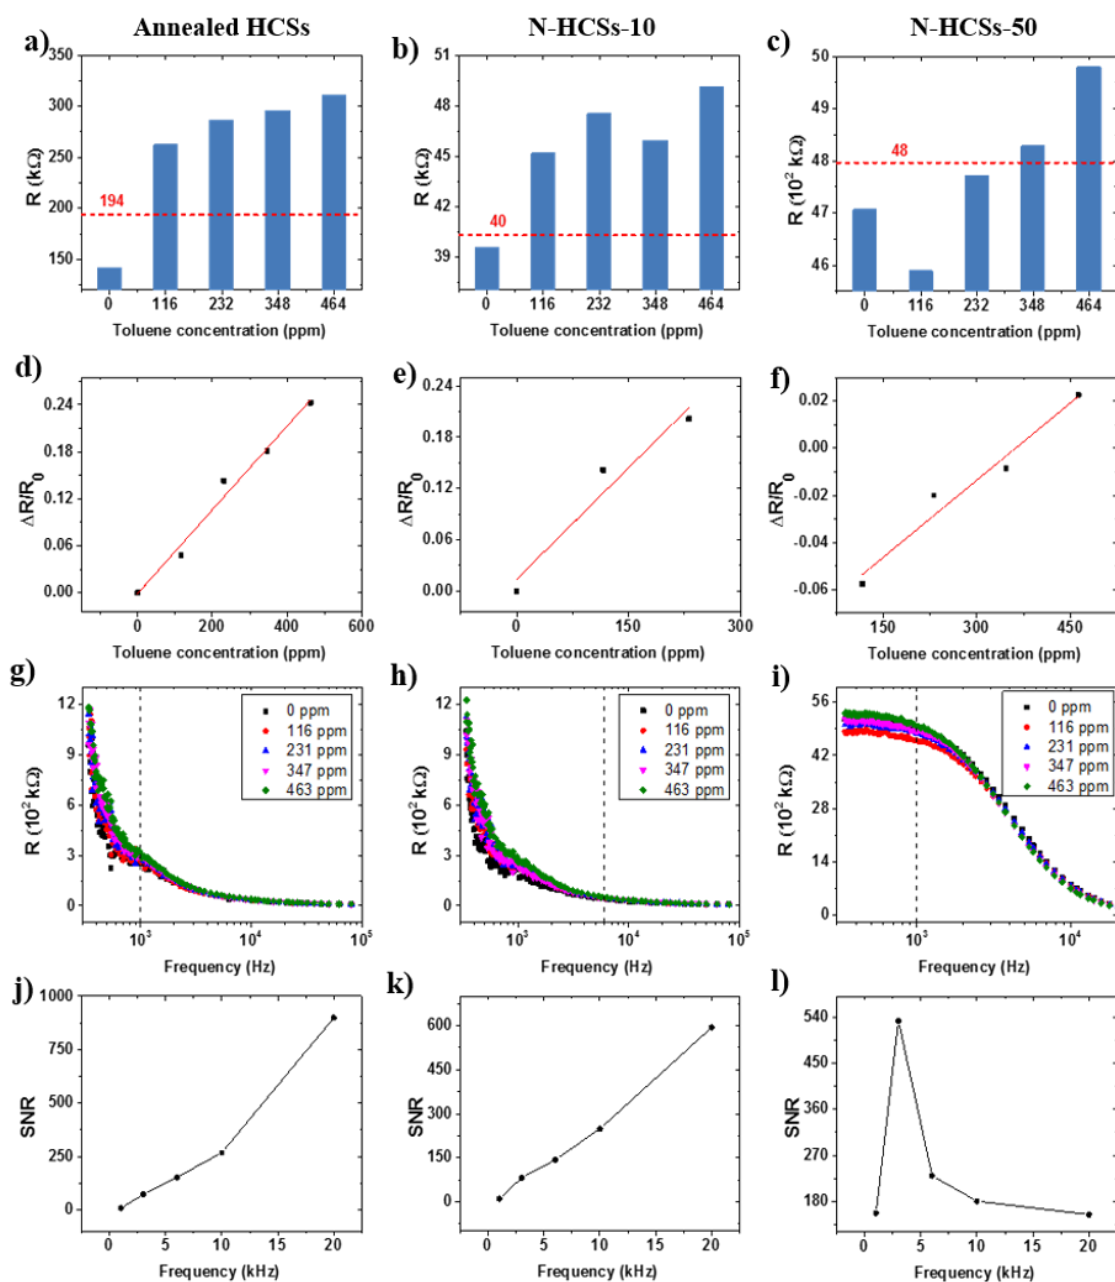 Annealed HCSs
N-HCSs-10
N-HCSs-50
a)
R (kΩ)
350
300
250
200
150
194
0 116 232 348 464
Toluene concentration (ppm)
b)
R (kΩ)
51
48
45
42
39
40
0 116 232 348 464
Toluene concentration (ppm)
c)
R (10² kΩ)
50
49
48
47
46
48
0 116 232 348 464
Toluene concentration (ppm)
d)
ΔR/R₀
0.24
0.18
0.12
0.06
0.00
0 200 400 600
Toluene concentration (ppm)
e)
ΔR/R₀
0.24
0.18
0.12
0.06
0.00
0 150 300
Toluene concentration (ppm)
f)
ΔR/R₀
0.02
0.00
-0.02
-0.04
-0.06
150 300 450
Toluene concentration (ppm)
g)
R (10² kΩ)
12
9
6
3
0
0 ppm
116 ppm
231 ppm
347 ppm
463 ppm
10³ 10⁴ 10⁵
Frequency (Hz)
h)
R (10² kΩ)
12
9
6
3
0
0 ppm
116 ppm
231 ppm
347 ppm
463 ppm
10³ 10⁴ 10⁵
Frequency (Hz)
i)
R (10² kΩ)
56
42
28
14
0
0 ppm
116 ppm
231 ppm
347 ppm
463 ppm
10³ 10⁴
Frequency (Hz)
j)
SNR
1000
750
500
250
0
0 5 10 15 20
Frequency (kHz)
k)
SNR
600
450
300
150
0
0 5 10 15 20
Frequency (kHz)
l)
SNR
540
450
360
270
180
0 5 10 15 20
Frequency (kHz)